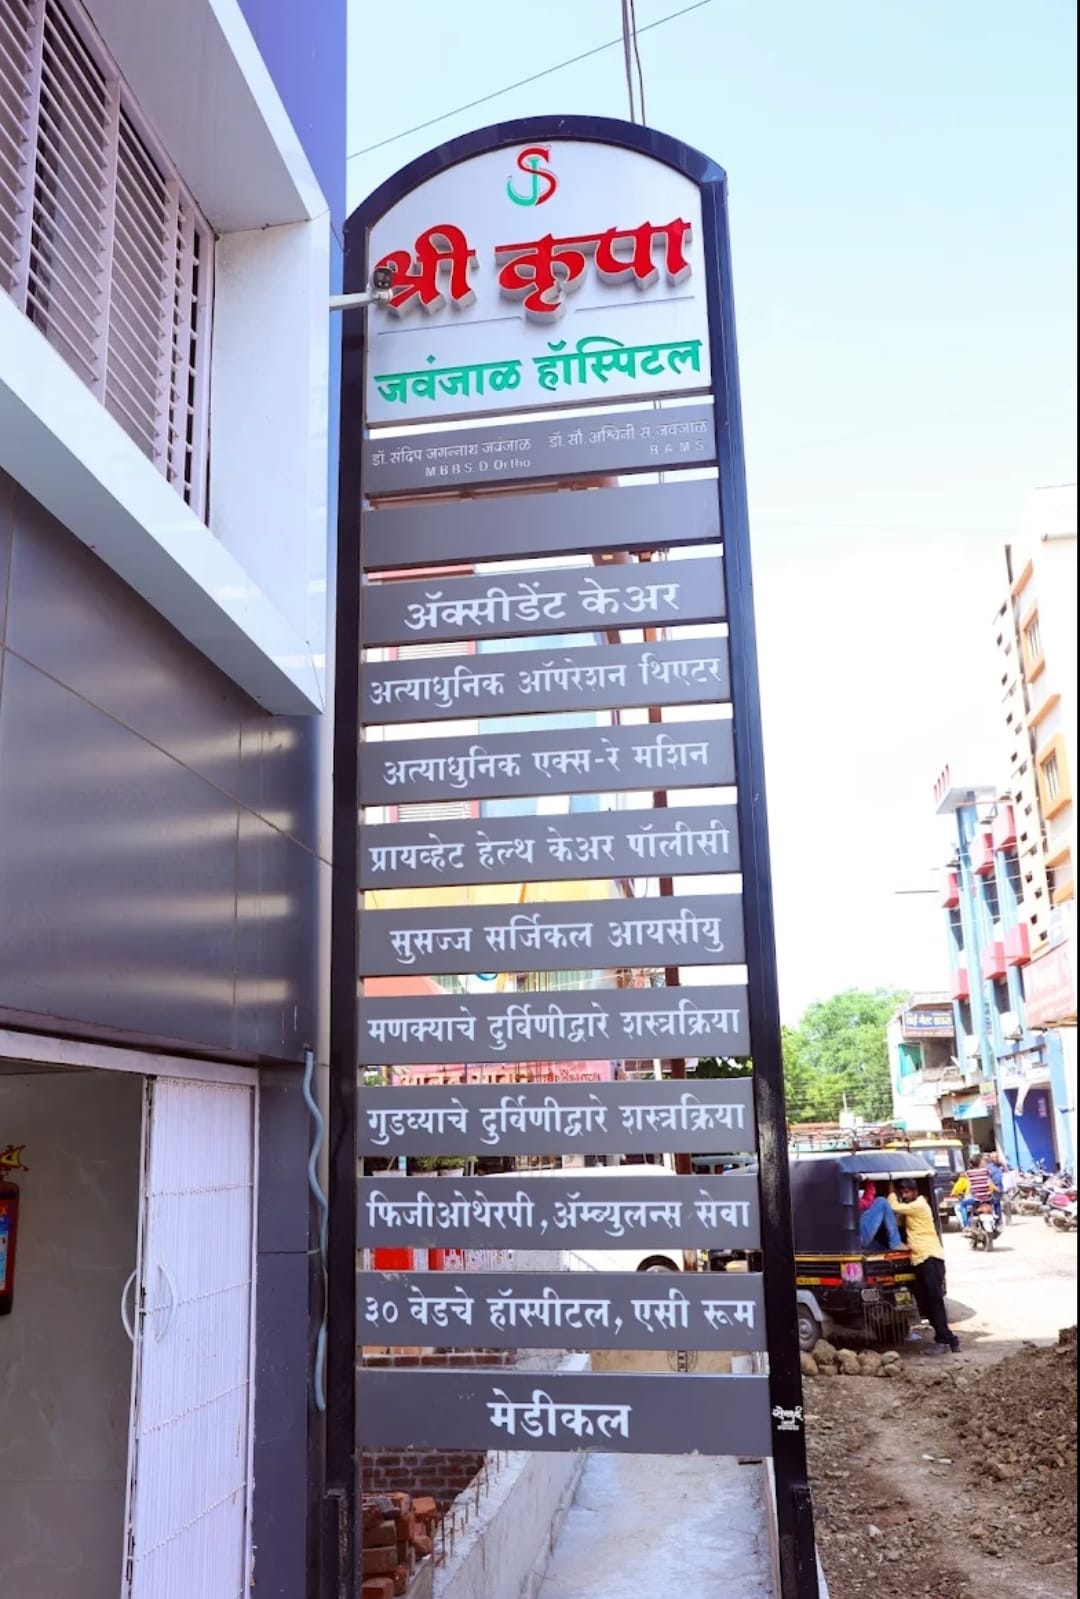 JS
श्री कृपा
जवंजाळ हॉस्पिटल
डॉ. संदिप जगन्नाथ जवंजाळ
M B B S. D Ortho
डॉ. सौ. अश्विनी स. जवंजाळ
B A M S
ॲक्सीडेंट केअर
अत्याधुनिक ऑपरेशन थिएटर
अत्याधुनिक एक्स-रे मशिन
प्रायव्हेट हेल्थ केअर पॉलीसी
सुसज्ज सर्जिकल आयसीयु
मणक्याचे दुर्विणीद्वारे शस्त्रक्रिया
गुडघ्याचे दुर्विणीद्वारे शस्त्रक्रिया
फिजीओथेरपी, ॲम्ब्युलन्स सेवा
३० बेडचे हॉस्पीटल, एसी रूम
मेडीकल